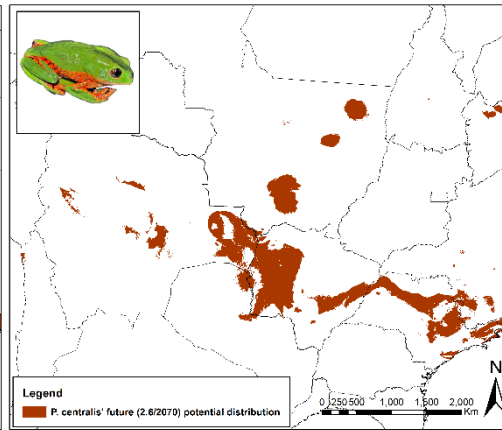 Legend
P. centralis' future (2.6/2070) potential distribution
0 250 500 1,000 1,500 2,000
Km
N